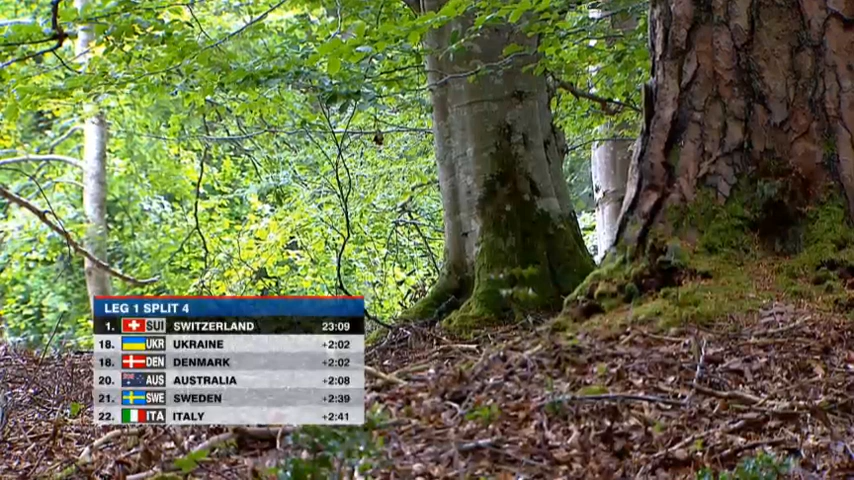 LEG 1 SPLIT 4
1. SUI SWITZERLAND 23:09
18. UKR UKRAINE +2:02
18. DEN DENMARK +2:02
20. AUS AUSTRALIA +2:08
21. SWE SWEDEN +2:39
22. ITA ITALY +2:41